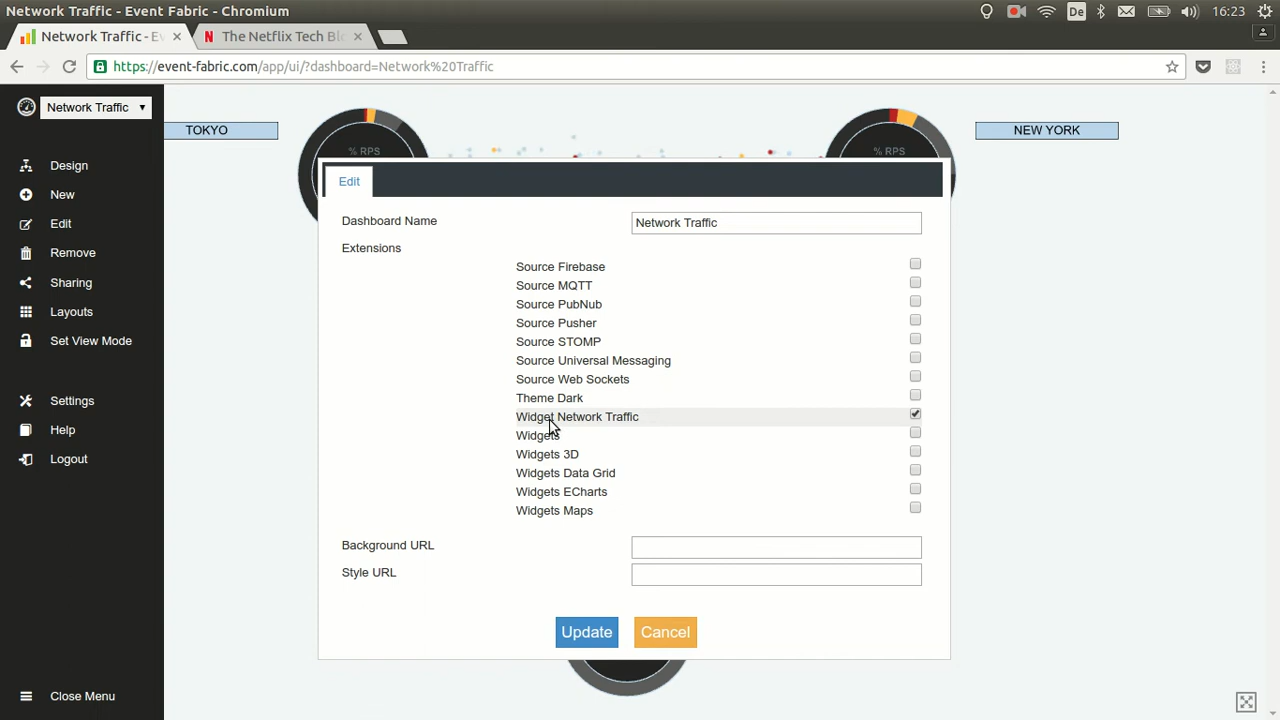 Network Traffic - Event Fabric - Chromium
De
16:23
Network Traffic - Ev
The Netflix Tech Blo
https://event-fabric.com/app/ui/?dashboard=Network%20Traffic
Network Traffic
TOKYO
NEW YORK
% RPS
% RPS
Design
New
Edit
Remove
Sharing
Layouts
Set View Mode
Settings
Help
Logout
Close Menu
Edit
Dashboard Name
Network Traffic
Extensions
Source Firebase
Source MQTT
Source PubNub
Source Pusher
Source STOMP
Source Universal Messaging
Source Web Sockets
Theme Dark
Widget Network Traffic
Widgets
Widgets 3D
Widgets Data Grid
Widgets ECharts
Widgets Maps
Background URL
Style URL
Update
Cancel